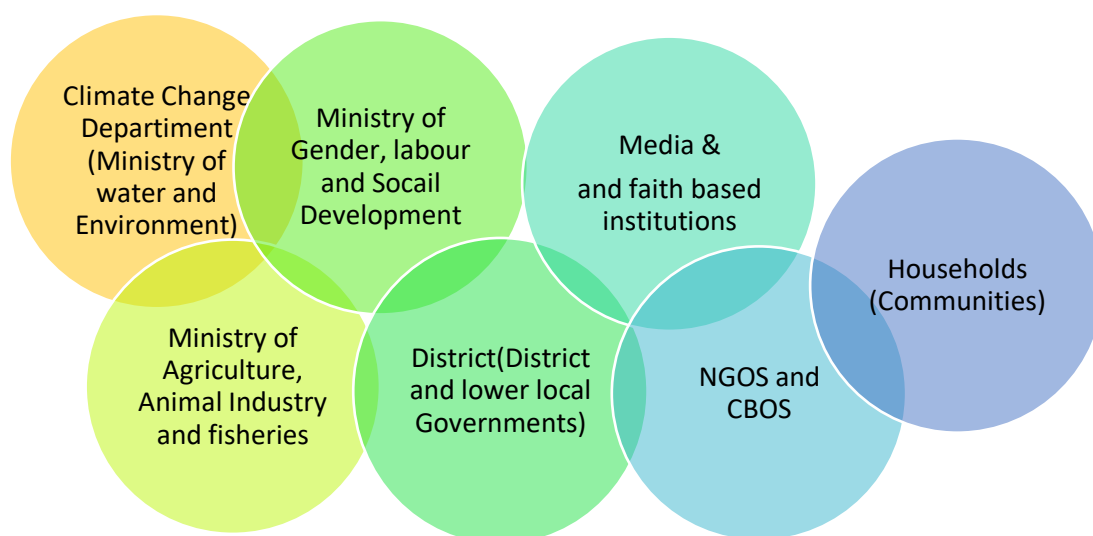 Climate Change
Departiment
(Ministry of
water and
Environment)
Ministry of
Gender, labour
and Socail
Development
Media &
and faith based
institutions
Households
(Communities)
Ministry of
Agriculture,
Animal Industry
and fisheries
District(District
and lower local
Governments)
NGOS and
CBOS